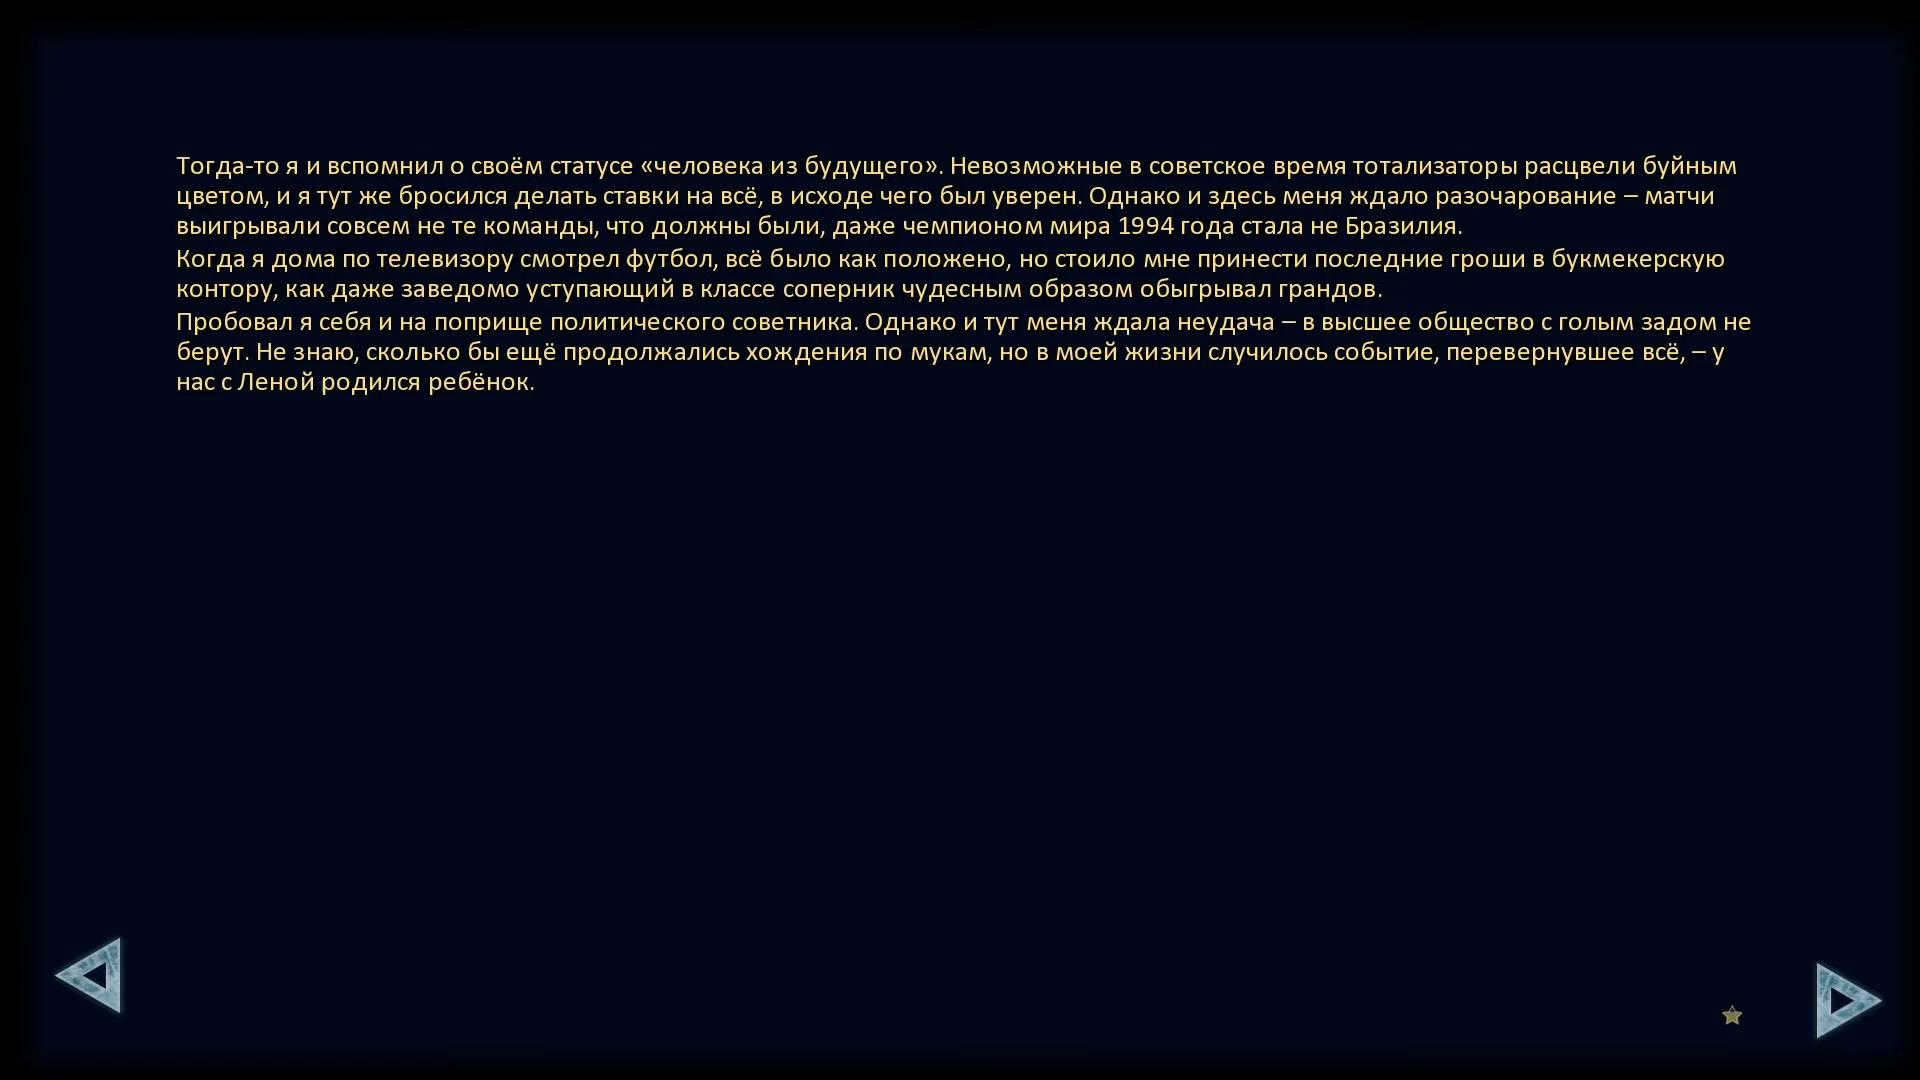 Тогда-то я и вспомнил о своём статусе «человека из будущего». Невозможные в советское время тотализаторы расцвели буйным
цветом, и я тут же бросился делать ставки на всё, в исходе чего был уверен. Однако и здесь меня ждало разочарование – матчи
выигрывали совсем не те команды, что должны были, даже чемпионом мира 1994 года стала не Бразилия.
Когда я дома по телевизору смотрел футбол, всё было как положено, но стоило мне принести последние гроши в букмекерскую
контору, как даже заведомо уступающий в классе соперник чудесным образом обыгрывал грандов.
Пробовал я себя и на поприще политического советника. Однако и тут меня ждала неудача – в высшее общество с голым задом не
берут. Не знаю, сколько бы ещё продолжались хождения по мукам, но в моей жизни случилось событие, перевернувшее всё, – у
нас с Леной родился ребёнок.